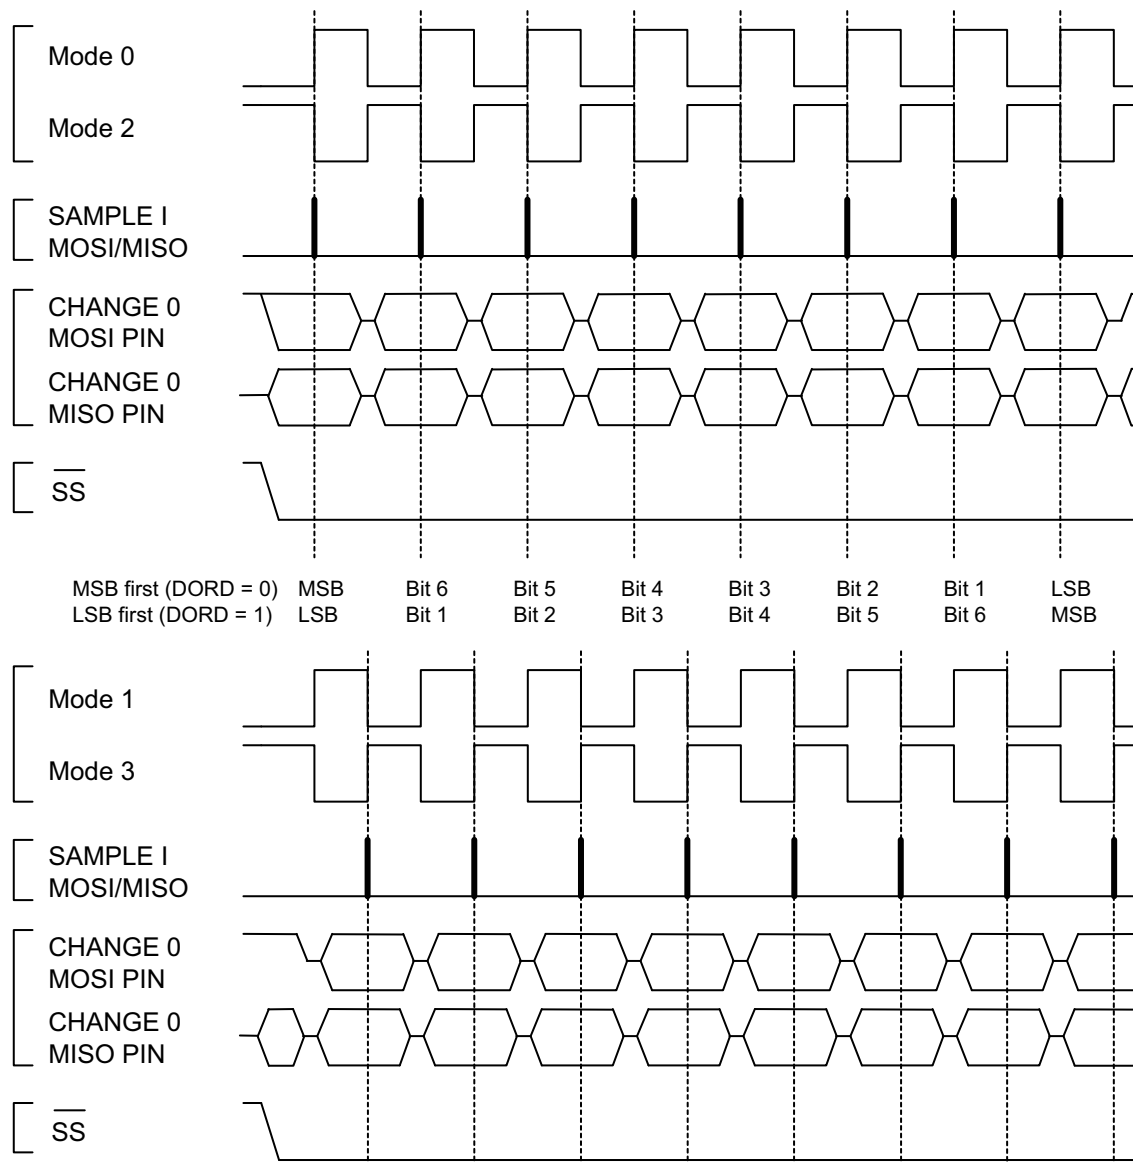 Mode 0
Mode 2
SAMPLE I
MOSI/MISO
CHANGE 0
MOSI PIN
CHANGE 0
MISO PIN
SS
MSB first (DORD = 0) MSB Bit 6 Bit 5 Bit 4 Bit 3 Bit 2 Bit 1 LSB
LSB first (DORD = 1) LSB Bit 1 Bit 2 Bit 3 Bit 4 Bit 5 Bit 6 MSB
Mode 1
Mode 3
SAMPLE I
MOSI/MISO
CHANGE 0
MOSI PIN
CHANGE 0
MISO PIN
SS